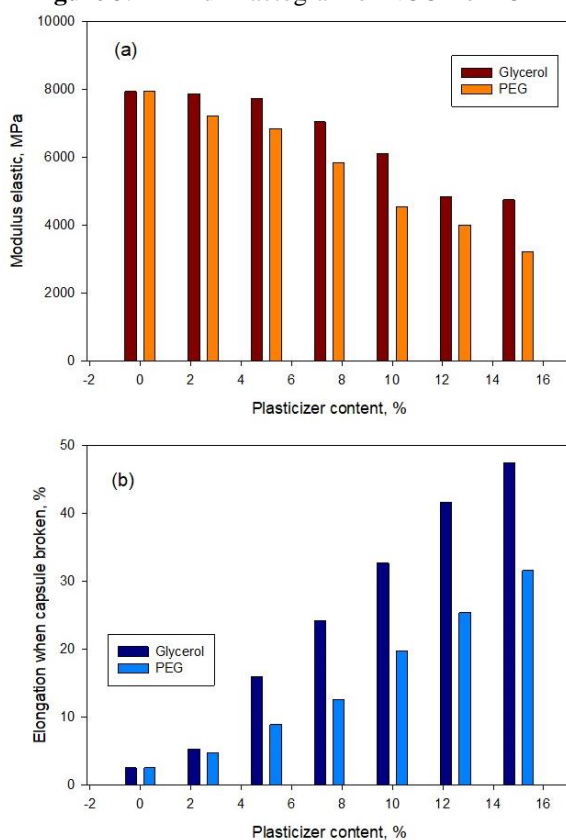 (a)
Glycerol
PEG
Modulus elastic, MPa
10000
8000
6000
4000
2000
0
-2 0 2 4 6 8 10 12 14 16
Plasticizer content, %
(b)
Glycerol
PEG
Elongation when capsule broken, %
50
40
30
20
10
0
-2 0 2 4 6 8 10 12 14 16
Plasticizer content, %